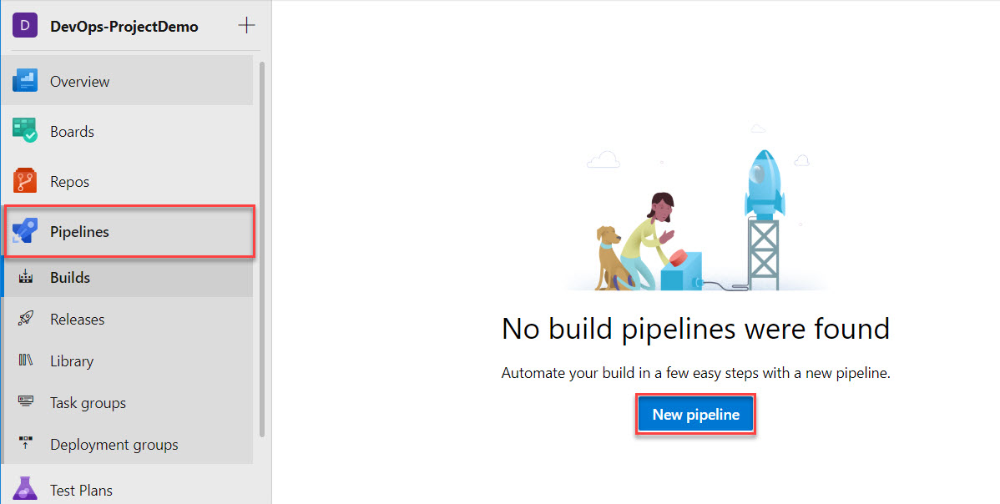 D DevOps-ProjectDemo +
Overview
Boards
Repos
Pipelines
Builds
Releases
Library
Task groups
Deployment groups
Test Plans
No build pipelines were found
Automate your build in a few easy steps with a new pipeline.
New pipeline